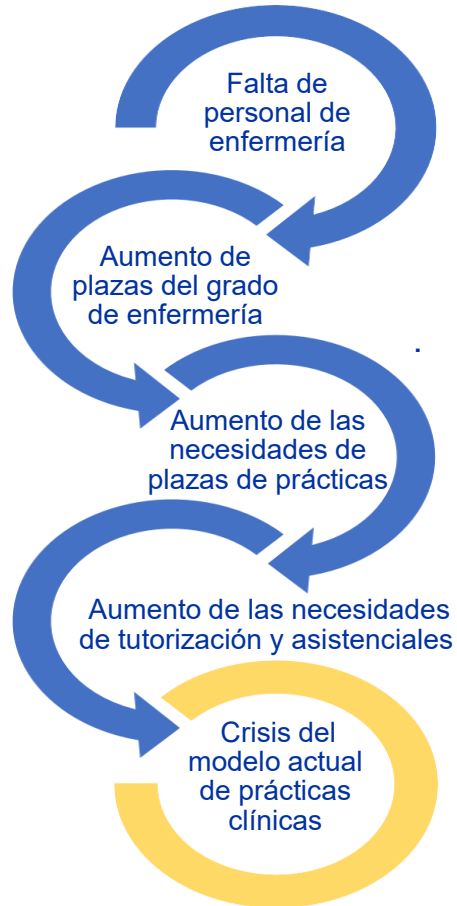 Falta de
personal de
enfermería
Aumento de
plazas del grado
de enfermería
.
Aumento de las
necesidades de
plazas de prácticas
Aumento de las necesidades
de tutorización y asistenciales
Crisis del
modelo actual
de prácticas
clínicas